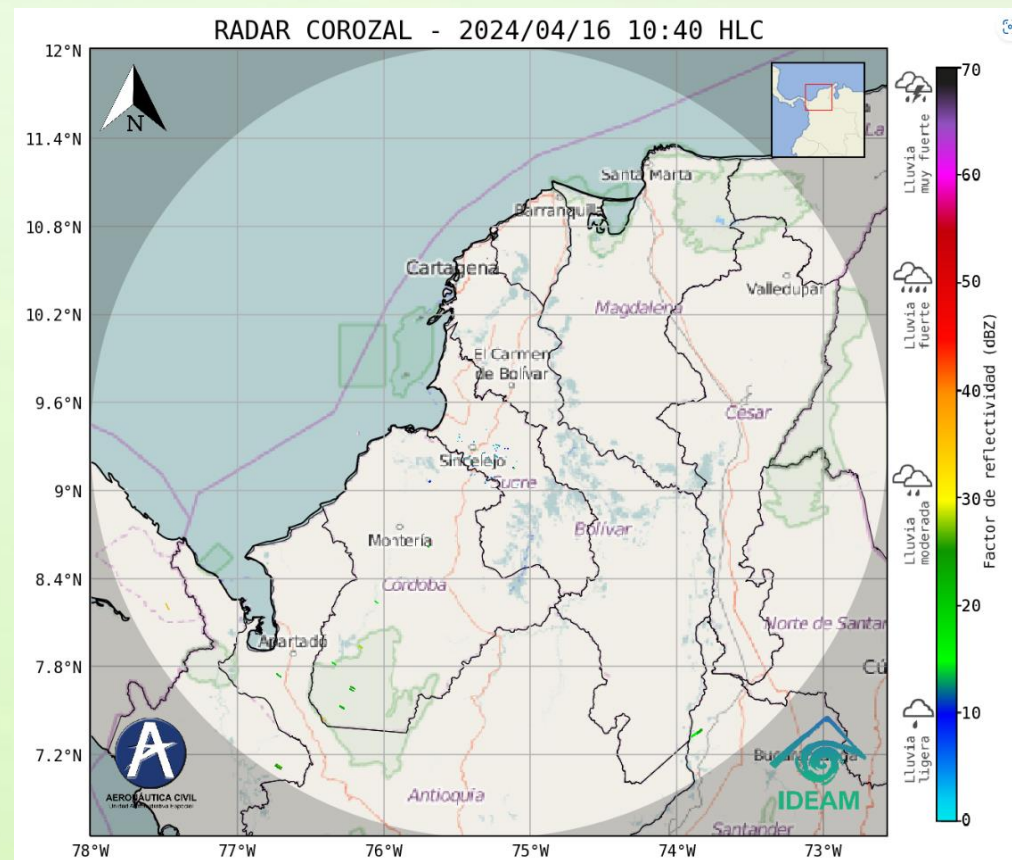 RADAR COROZAL - 2024/04/16 10:40 HLC
12°N
11.4°N
10.8°N
10.2°N
9.6°N
9°N
8.4°N
7.8°N
7.2°N
78°W
77°W
76°W
75°W
74°W
73°W
N
La
Santa Marta
Barranquilla
Cartagena
Valledupar
Magdalena
El Carmen
de Bolívar
Cesar
Sincelejo
Sucre
Bolívar
Montería
Córdoba
Apartadó
Norte de Santan
Cú
Antioquia
Santander
AERONÁUTICA CIVIL
IDEAM
Lluvia
muy fuerte
Lluvia
fuerte
Lluvia
moderada
Lluvia
ligera
70
60
50
40
30
20
10
0
Factor de reflectividad (dBZ)